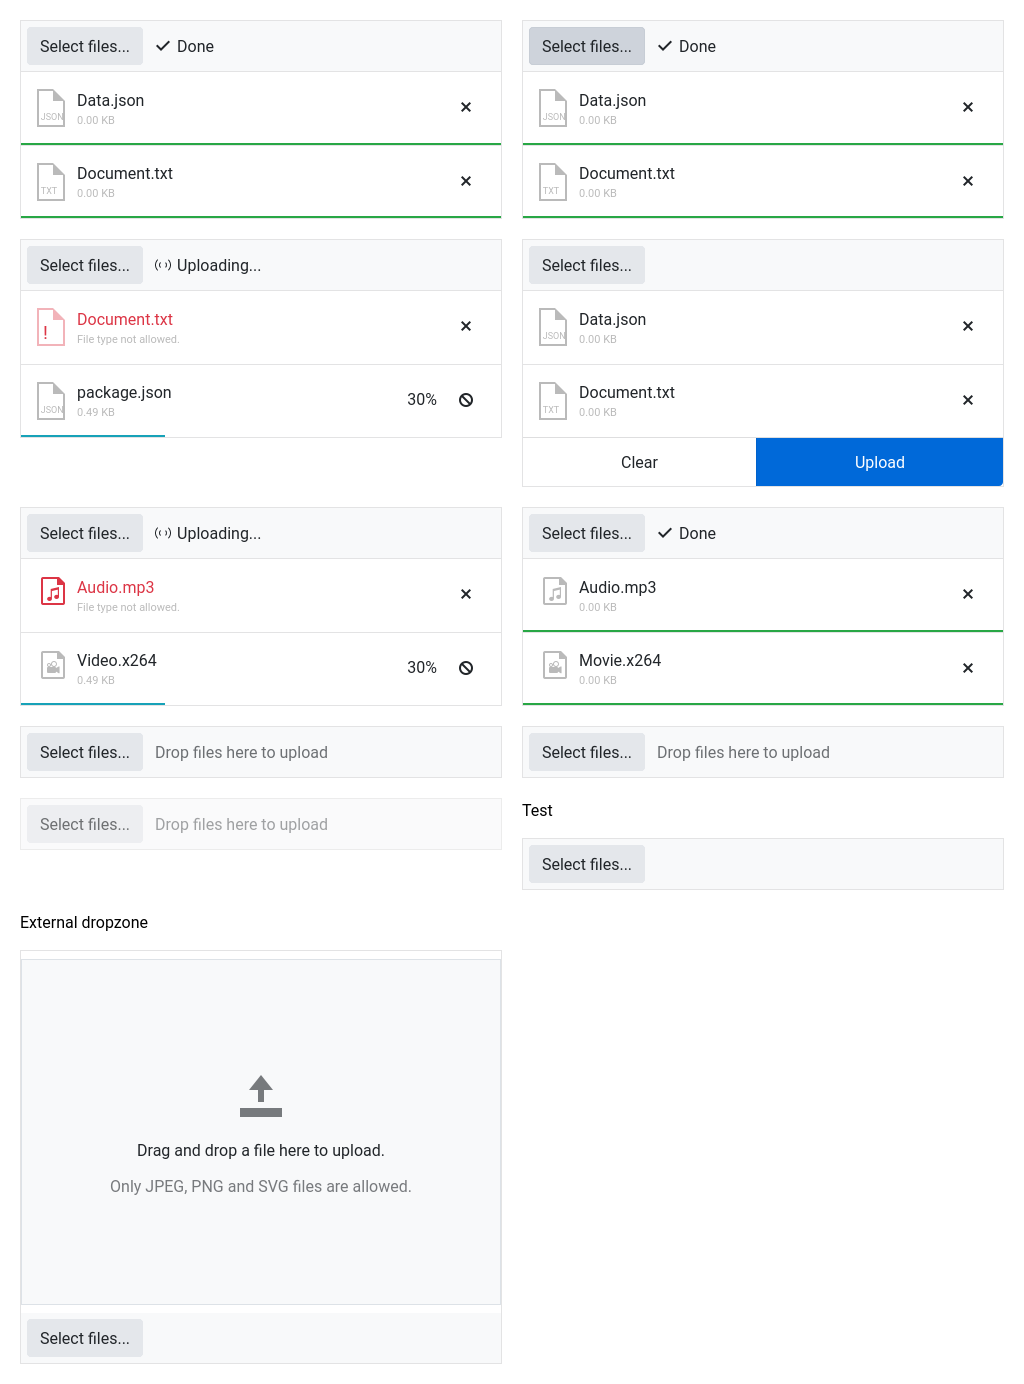 Select files... Done
Data.json
JSON
0.00 KB
Document.txt
TXT
0.00 KB
Select files... Done
Data.json
JSON
0.00 KB
Document.txt
TXT
0.00 KB
Select files... Uploading...
Document.txt
!
File type not allowed.
package.json
30%
JSON
0.49 KB
Select files...
Data.json
JSON
0.00 KB
Document.txt
TXT
0.00 KB
Clear Upload
Select files... Uploading...
Audio.mp3
File type not allowed.
Video.x264
30%
0.49 KB
Select files... Done
Audio.mp3
0.00 KB
Movie.x264
0.00 KB
Select files... Drop files here to upload
Select files... Drop files here to upload
Select files... Drop files here to upload
Test
Select files...
External dropzone
Drag and drop a file here to upload.
Only JPEG, PNG and SVG files are allowed.
Select files...